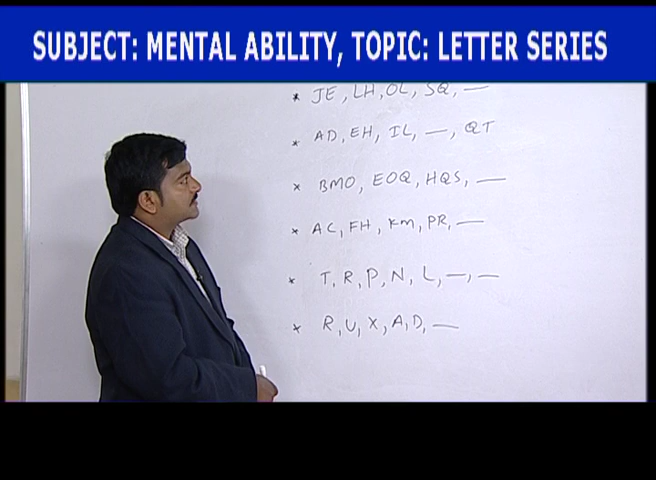 SUBJECT: MENTAL ABILITY, TOPIC: LETTER SERIES
* JE, LH, OL, SQ, —
* AD, EH, IL, —, QT
* BMO, EOQ, HQS, —
* AC, FH, KM, PR, —
* T, R, P, N, L, —, —
* R, U, X, A, D, —